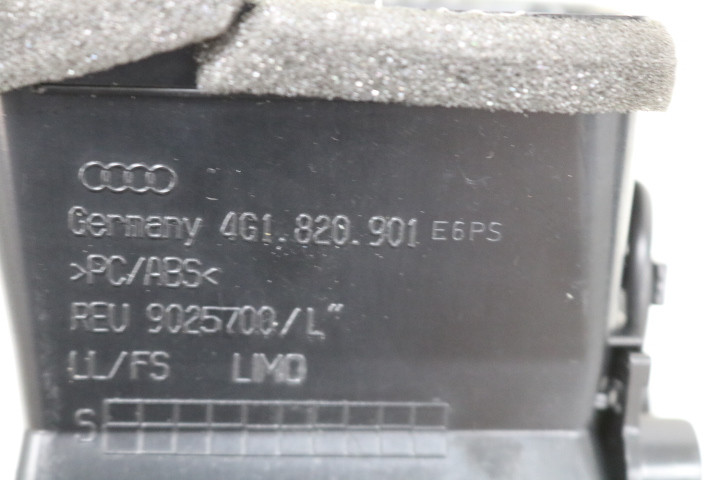 Germany 4G1.820.901 E6PS
>PC/ABS<
REU 9025700/L"
LL/FS LIMO
S